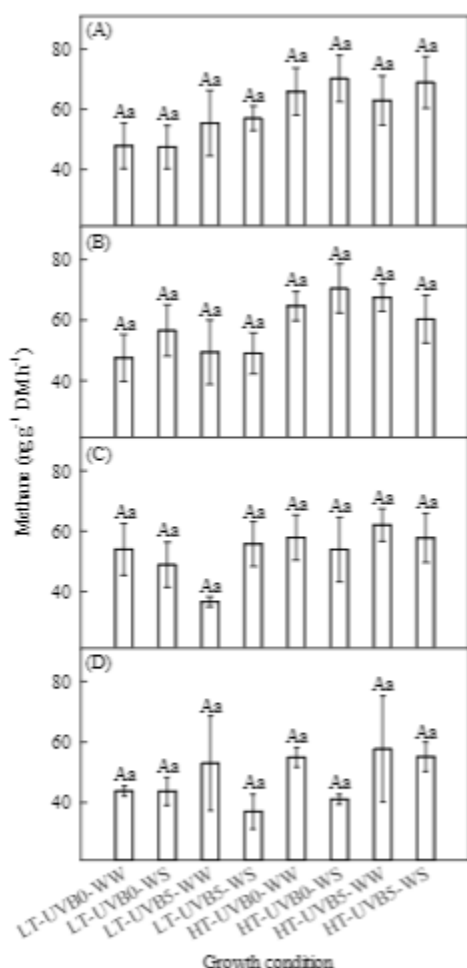 (A)
80
60
40
Aa Aa Aa Aa Aa Aa Aa Aa
(B)
80
60
40
Aa Aa Aa Aa Aa Aa Aa Aa
(C)
80
60
40
Aa Aa Aa Aa Aa Aa Aa Aa
(D)
80
60
40
Aa Aa Aa Aa Aa Aa Aa Aa
Methane (ng g⁻¹ DM h⁻¹)
LT-UVB0-WW
LT-UVB0-WS
LT-UVB5-WW
LT-UVB5-WS
HT-UVB0-WW
HT-UVB0-WS
HT-UVB5-WW
HT-UVB5-WS
Growth condition